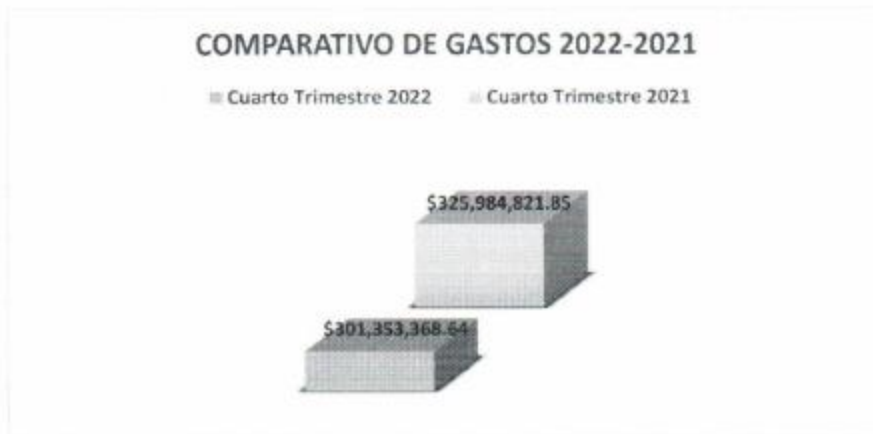 COMPARATIVO DE GASTOS 2022-2021
Cuarto Trimestre 2022 Cuarto Trimestre 2021
$325,984,821.85
$301,353,368.64